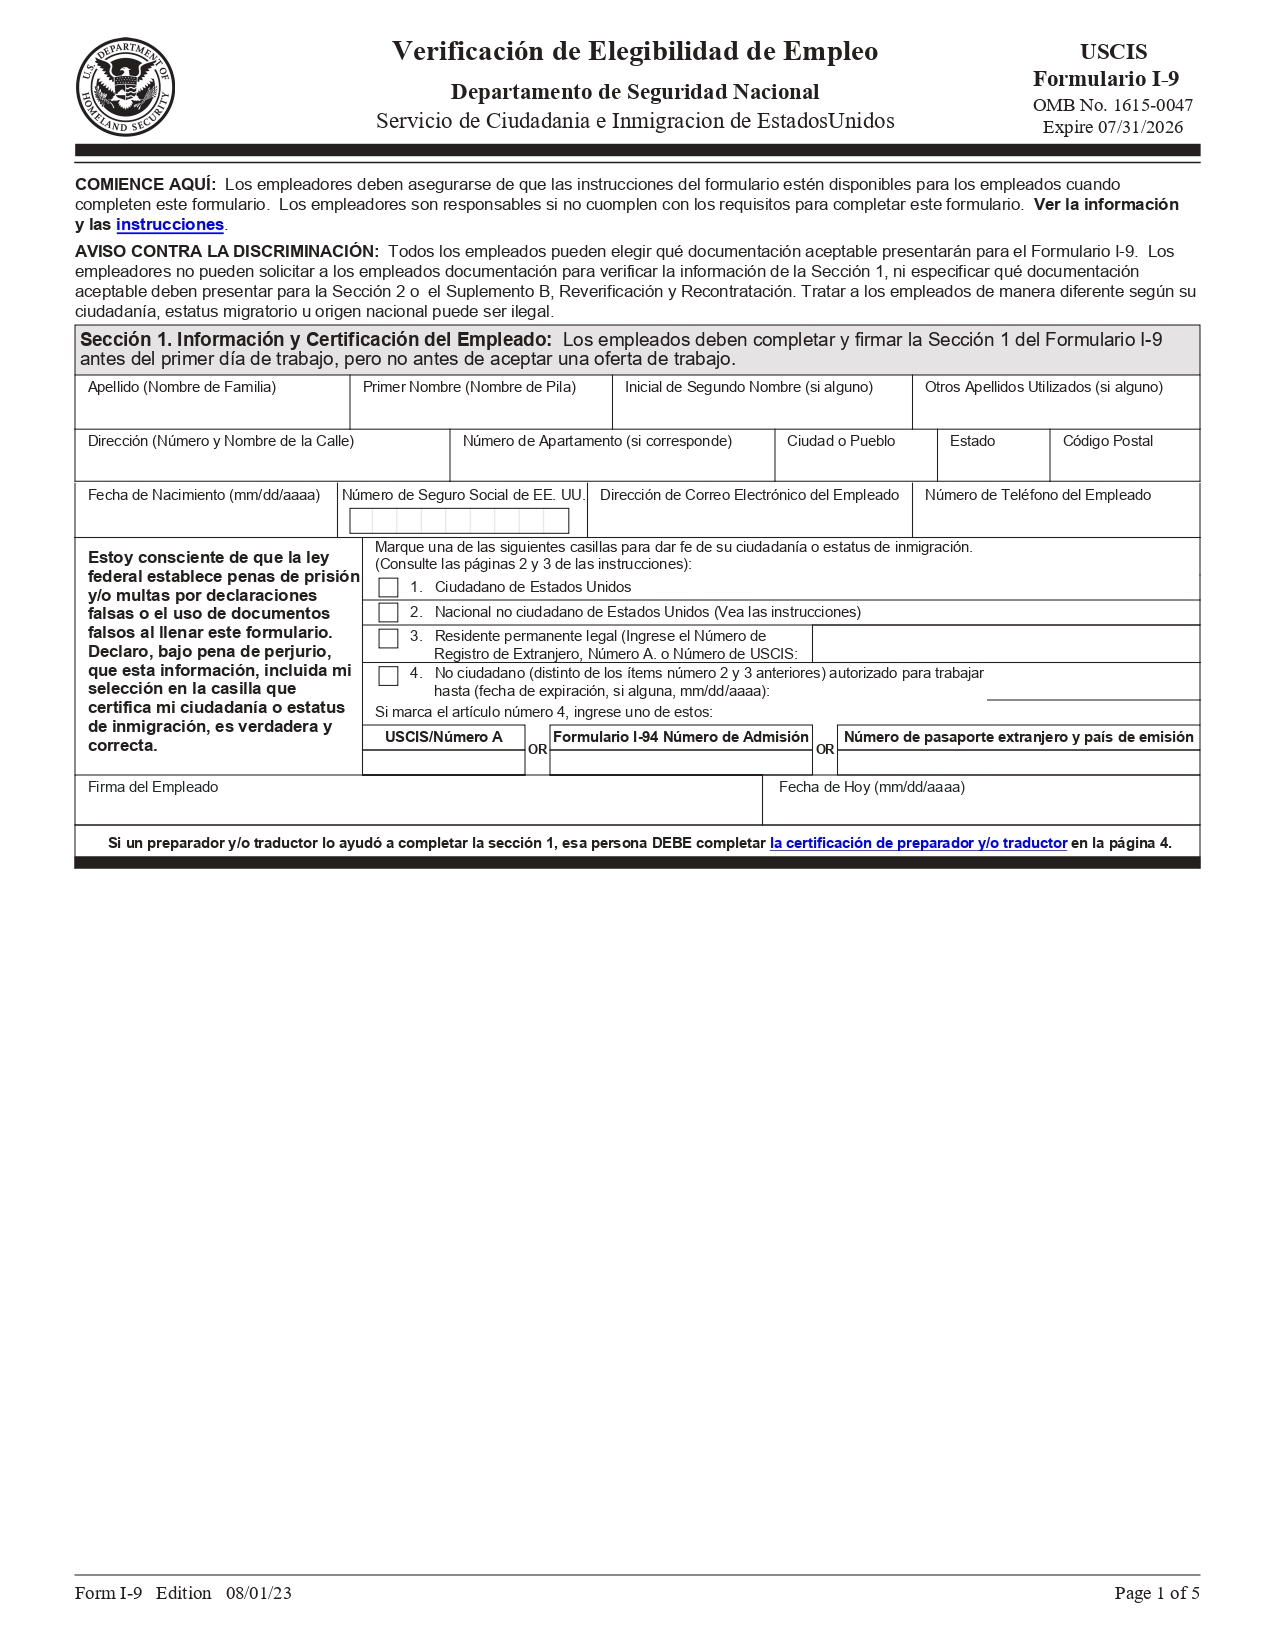 U.S. DEPARTMENT OF
HOMELAND SECURITY
Verificación de Elegibilidad de Empleo
Departamento de Seguridad Nacional
Servicio de Ciudadania e Inmigracion de EstadosUnidos
USCIS
Formulario I-9
OMB No. 1615-0047
Expire 07/31/2026
COMIENCE AQUÍ: Los empleadores deben asegurarse de que las instrucciones del formulario estén disponibles para los empleados cuando
completen este formulario. Los empleadores son responsables si no cuomplen con los requisitos para completar este formulario. Ver la información
y las instrucciones.
AVISO CONTRA LA DISCRIMINACIÓN: Todos los empleados pueden elegir qué documentación aceptable presentarán para el Formulario I-9. Los
empleadores no pueden solicitar a los empleados documentación para verificar la información de la Sección 1, ni especificar qué documentación
aceptable deben presentar para la Sección 2 o el Suplemento B, Reverificación y Recontratación. Tratar a los empleados de manera diferente según su
ciudadanía, estatus migratorio u origen nacional puede ser ilegal.
Sección 1. Información y Certificación del Empleado: Los empleados deben completar y firmar la Sección 1 del Formulario I-9
antes del primer día de trabajo, pero no antes de aceptar una oferta de trabajo.
Apellido (Nombre de Familia)
Primer Nombre (Nombre de Pila)
Inicial de Segundo Nombre (si alguno)
Otros Apellidos Utilizados (si alguno)
Dirección (Número y Nombre de la Calle)
Número de Apartamento (si corresponde)
Ciudad o Pueblo
Estado
Código Postal
Fecha de Nacimiento (mm/dd/aaaa)
Número de Seguro Social de EE. UU.
Dirección de Correo Electrónico del Empleado
Número de Teléfono del Empleado
Estoy consciente de que la ley
federal establece penas de prisión
y/o multas por declaraciones
falsas o el uso de documentos
falsos al llenar este formulario.
Declaro, bajo pena de perjurio,
que esta información, incluida mi
selección en la casilla que
certifica mi ciudadanía o estatus
de inmigración, es verdadera y
correcta.
Marque una de las siguientes casillas para dar fe de su ciudadanía o estatus de inmigración.
(Consulte las páginas 2 y 3 de las instrucciones):
1. Ciudadano de Estados Unidos
2. Nacional no ciudadano de Estados Unidos (Vea las instrucciones)
3. Residente permanente legal (Ingrese el Número de
Registro de Extranjero, Número A. o Número de USCIS:
4. No ciudadano (distinto de los ítems número 2 y 3 anteriores) autorizado para trabajar
hasta (fecha de expiración, si alguna, mm/dd/aaaa):
Si marca el artículo número 4, ingrese uno de estos:
USCIS/Número A
OR
Formulario I-94 Número de Admisión
OR
Número de pasaporte extranjero y país de emisión
Firma del Empleado
Fecha de Hoy (mm/dd/aaaa)
Si un preparador y/o traductor lo ayudó a completar la sección 1, esa persona DEBE completar la certificación de preparador y/o traductor en la página 4.
Form I-9 Edition 08/01/23
Page 1 of 5